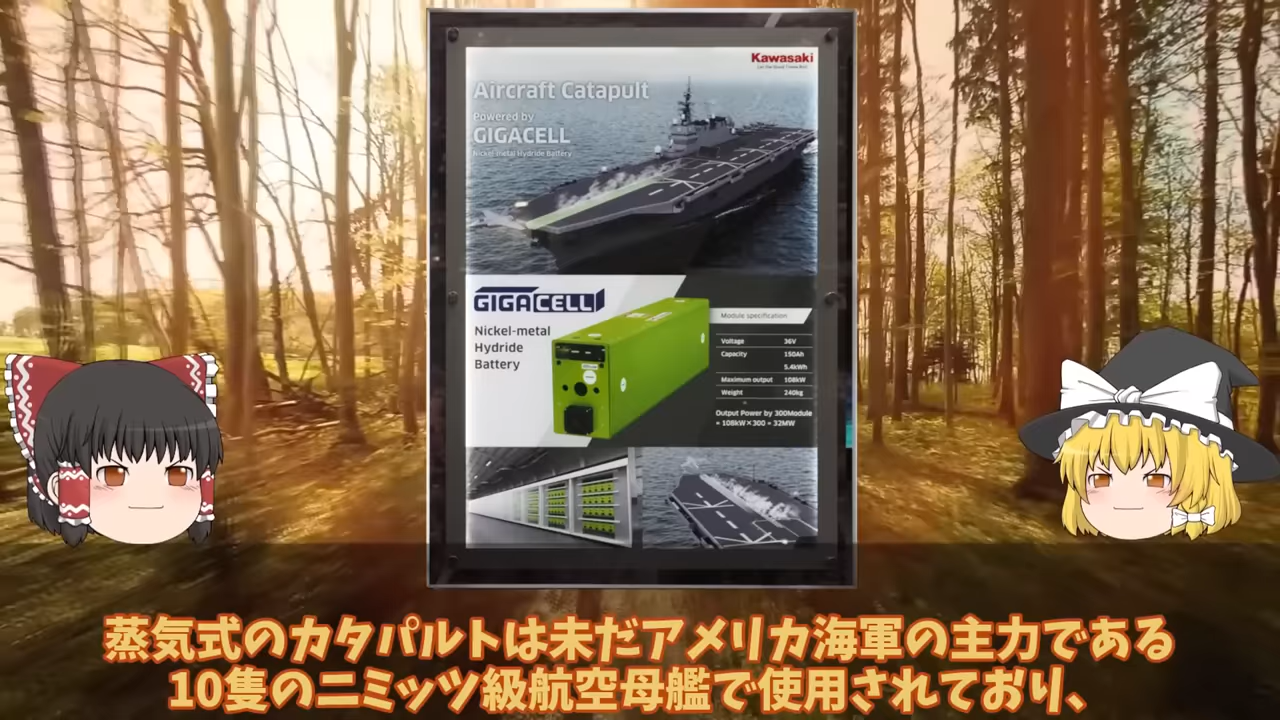 Kawasaki
Aircraft Catapult
Powered by
GIGACELL
Nickel-metal Hydride Battery
GIGACELL
Nickel-metal
Hydride
Battery
Module specification
Voltage 36V
Capacity 150Ah
5.4kWh
Maximum output 108kW
Weight 240kg
Output Power by 300Module
= 108kW×300 = 32MW
蒸気式のカタパルトは未だアメリカ海軍の主力である
10隻のニミッツ級航空母艦で使用されており、